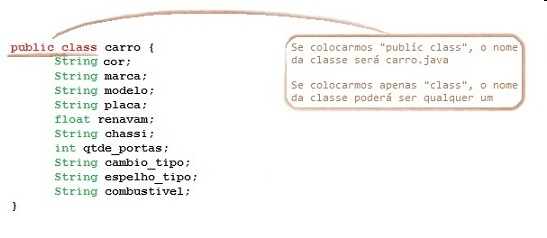 public class carro {
String cor;
String marca;
String modelo;
String placa;
float renavam;
String chassi;
int qtde_portas;
String cambio_tipo;
String espelho_tipo;
String combustivel;
}
Se colocarmos "public class", o nome
da classe será carro.java
Se colocarmos apenas "class", o nome
da classe poderá ser qualquer um